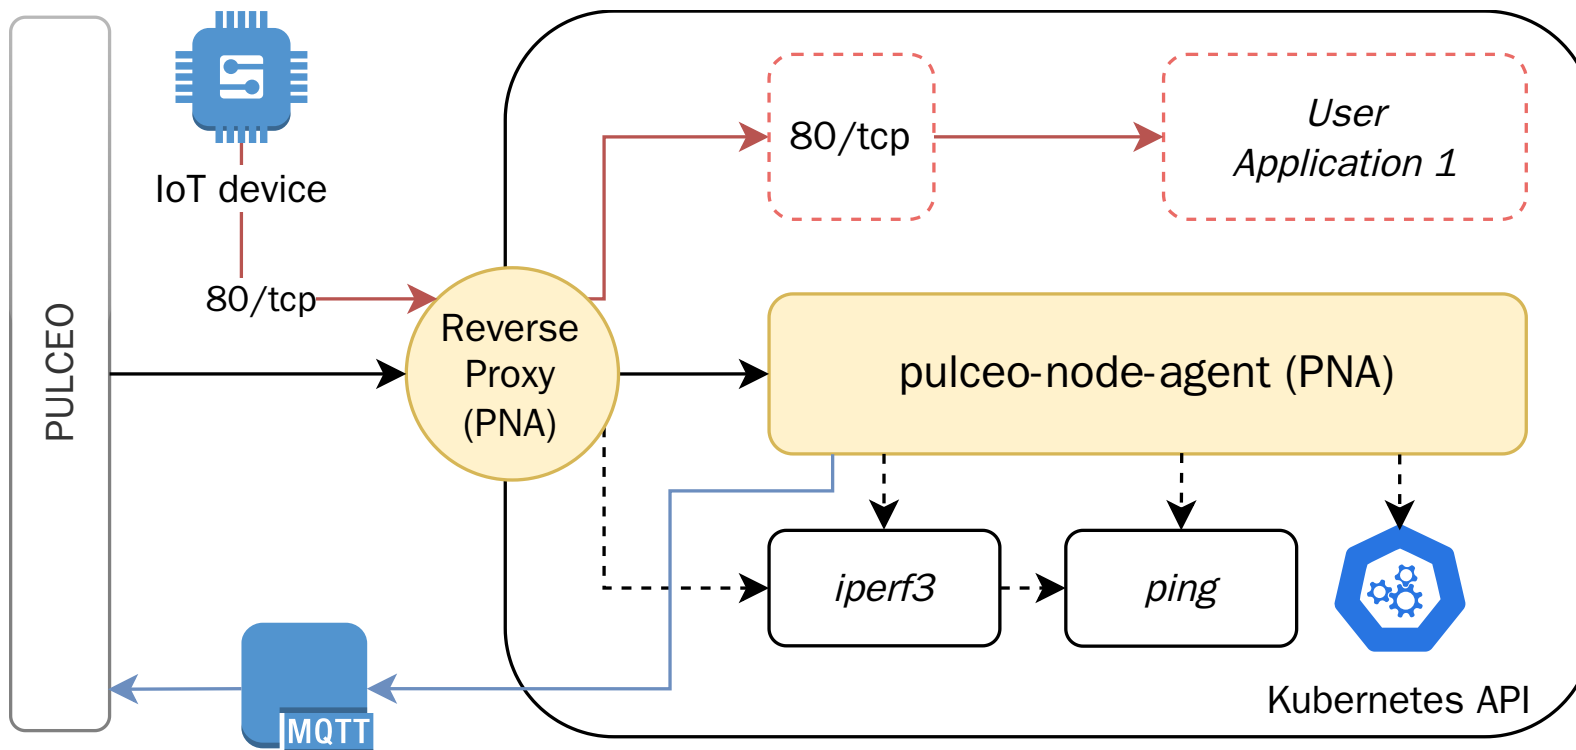 PULCEO
IoT device
80/tcp
Reverse
Proxy
(PNA)
80/tcp
User
Application 1
pulceo-node-agent (PNA)
iperf3
ping
Kubernetes API
MQTT